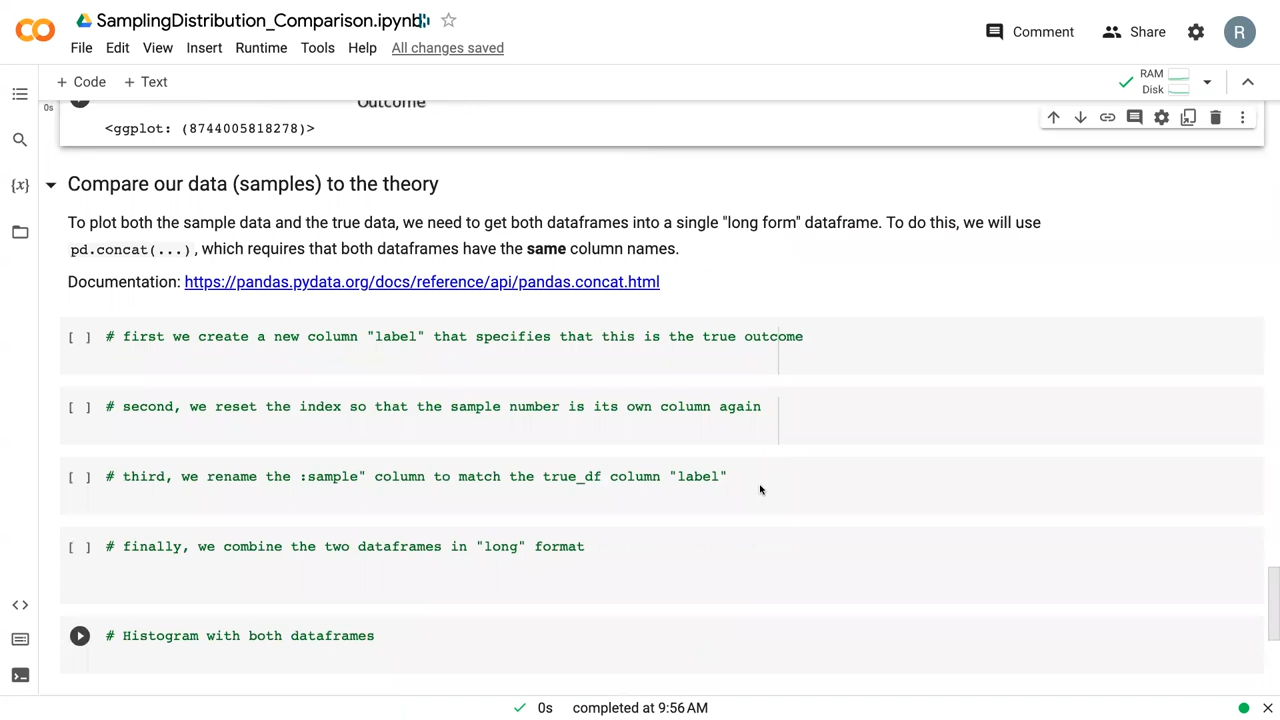 SamplingDistribution_Comparison.ipynb
Comment
Share
R
File Edit View Insert Runtime Tools Help All changes saved
+ Code + Text
RAM
Disk
0s
Outcome
<ggplot: (8744005818278)>
Compare our data (samples) to the theory
To plot both the sample data and the true data, we need to get both dataframes into a single "long form" dataframe. To do this, we will use
pd.concat(...), which requires that both dataframes have the same column names.
Documentation: https://pandas.pydata.org/docs/reference/api/pandas.concat.html
[ ] # first we create a new column "label" that specifies that this is the true outcome
[ ] # second, we reset the index so that the sample number is its own column again
[ ] # third, we rename the :sample" column to match the true_df column "label"
[ ] # finally, we combine the two dataframes in "long" format
# Histogram with both dataframes
0s completed at 9:56 AM